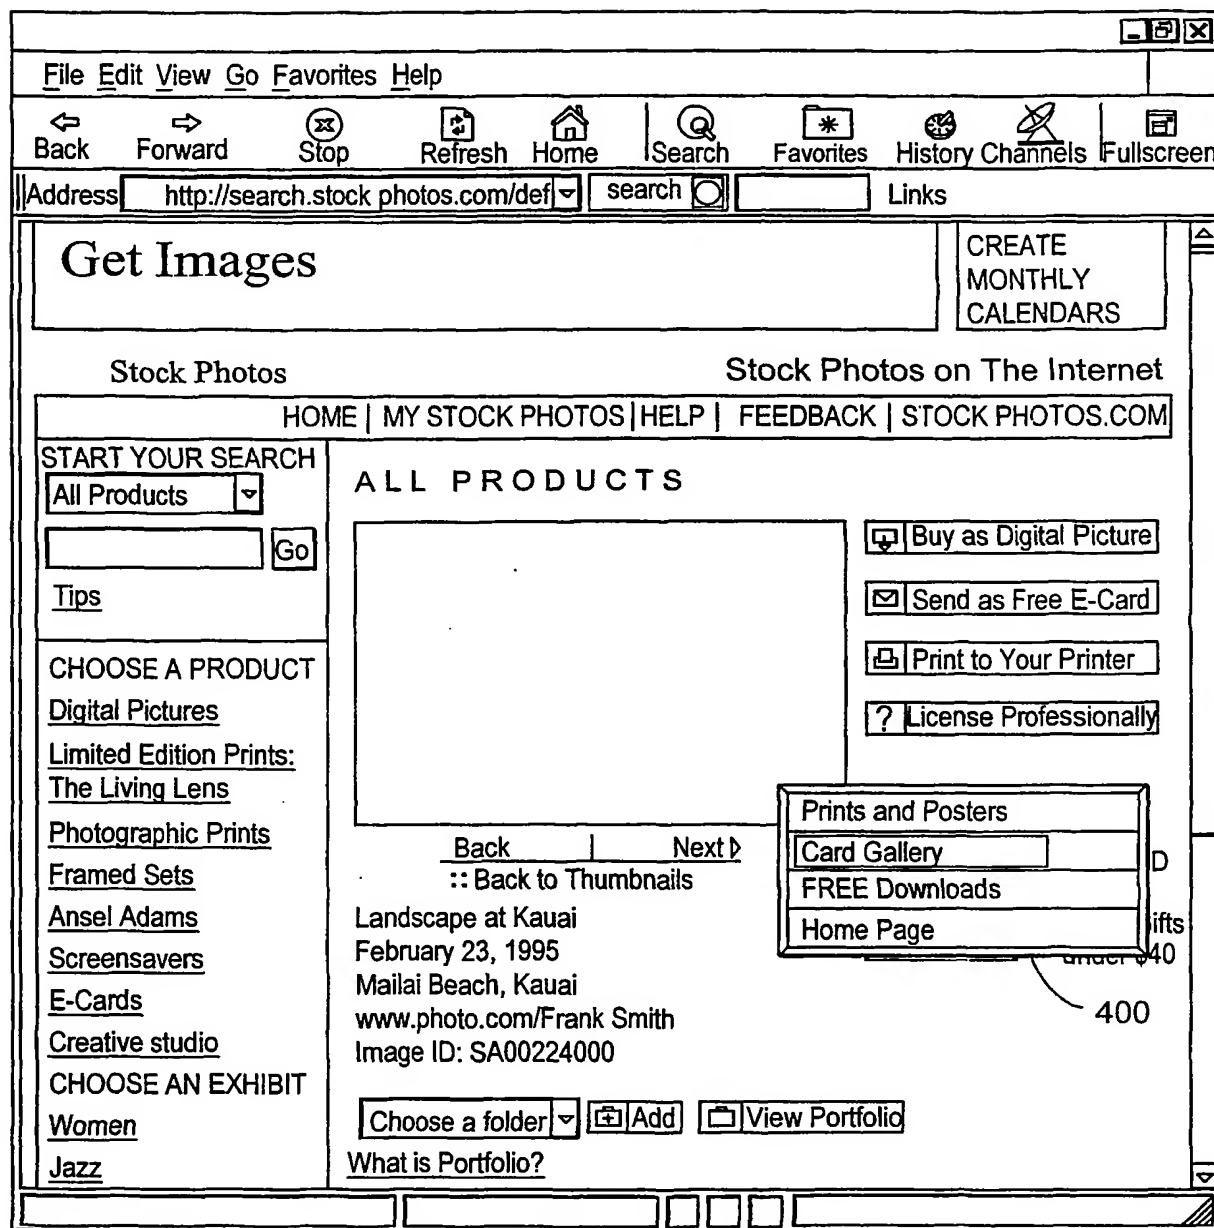 File Edit View Go Favorites Help
Back Forward Stop Refresh Home Search Favorites History Channels Fullscreen
Address http://search.stock photos.com/def search Links
Get Images
CREATE
MONTHLY
CALENDARS
Stock Photos
Stock Photos on The Internet
HOME | MY STOCK PHOTOS | HELP | FEEDBACK | STOCK PHOTOS.COM
START YOUR SEARCH
All Products
Go
Tips
CHOOSE A PRODUCT
Digital Pictures
Limited Edition Prints:
The Living Lens
Photographic Prints
Framed Sets
Ansel Adams
Screensavers
E-Cards
Creative studio
CHOOSE AN EXHIBIT
Women
Jazz
ALL PRODUCTS
Buy as Digital Picture
Send as Free E-Card
Print to Your Printer
? License Professionally
Prints and Posters
Card Gallery
FREE Downloads
Home Page
$40
400
Back | Next
:: Back to Thumbnails
Landscape at Kauai
February 23, 1995
Mailai Beach, Kauai
www.photo.com/Frank Smith
Image ID: SA00224000
Choose a folder Add View Portfolio
What is Portfolio?